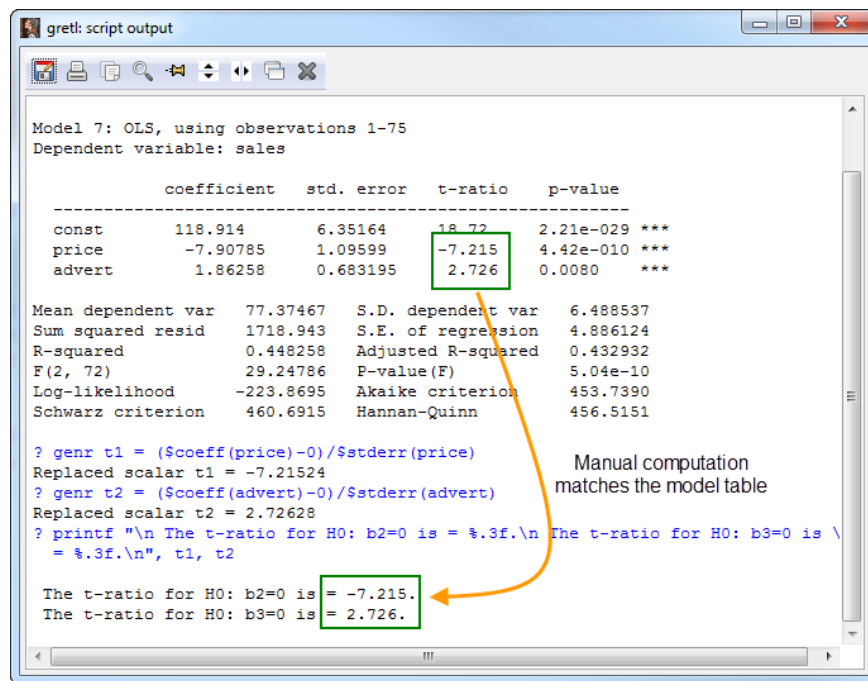 gretl: script output
Model 7: OLS, using observations 1-75
Dependent variable: sales
coefficient std. error t-ratio p-value
---------------------------------------------------------
const 118.914 6.35164 18.72 2.21e-029 ***
price -7.90785 1.09599 -7.215 4.42e-010 ***
advert 1.86258 0.683195 2.726 0.0080 ***
Mean dependent var 77.37467 S.D. dependent var 6.488537
Sum squared resid 1718.943 S.E. of regression 4.886124
R-squared 0.448258 Adjusted R-squared 0.432932
F(2, 72) 29.24786 P-value(F) 5.04e-10
Log-likelihood -223.8695 Akaike criterion 453.7390
Schwarz criterion 460.6915 Hannan-Quinn 456.5151
? genr t1 = ($coeff(price)-0)/$stderr(price)
Replaced scalar t1 = -7.21524
? genr t2 = ($coeff(advert)-0)/$stderr(advert)
Replaced scalar t2 = 2.72628
Manual computation
matches the model table
? printf "\n The t-ratio for H0: b2=0 is = %.3f.\n The t-ratio for H0: b3=0 is \
= %.3f.\n", t1, t2
The t-ratio for H0: b2=0 is = -7.215.
The t-ratio for H0: b3=0 is = 2.726.